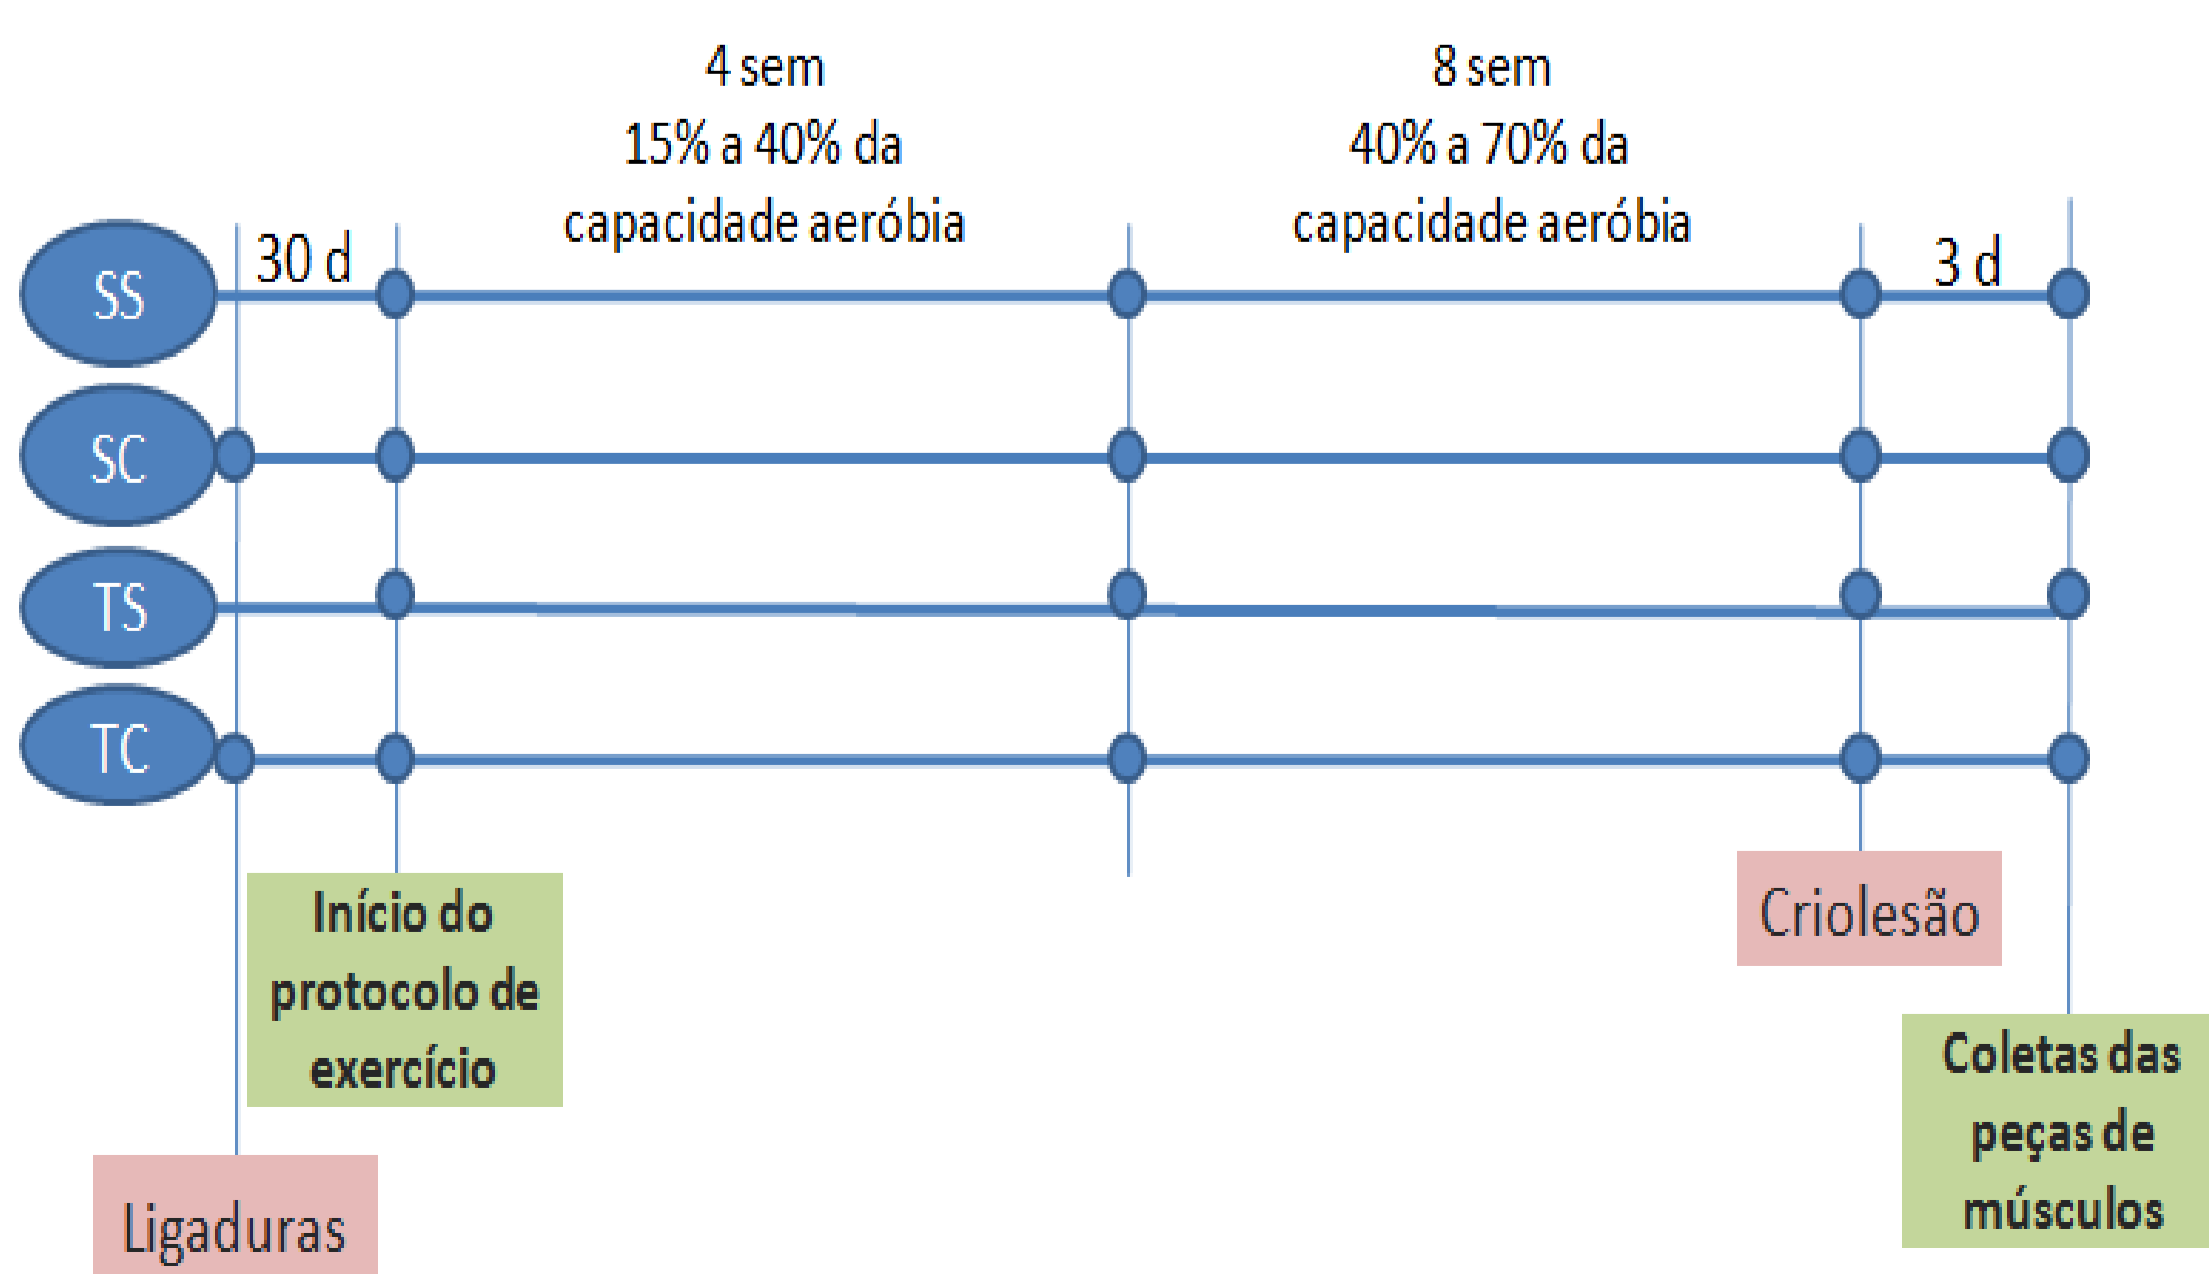 4 sem
15% a 40% da
capacidade aeróbia
8 sem
40% a 70% da
capacidade aeróbia
30 d
3 d
SS
SC
TS
TC
Início do
protocolo de
exercício
Criolesão
Coletas das
peças de
músculos
Ligaduras